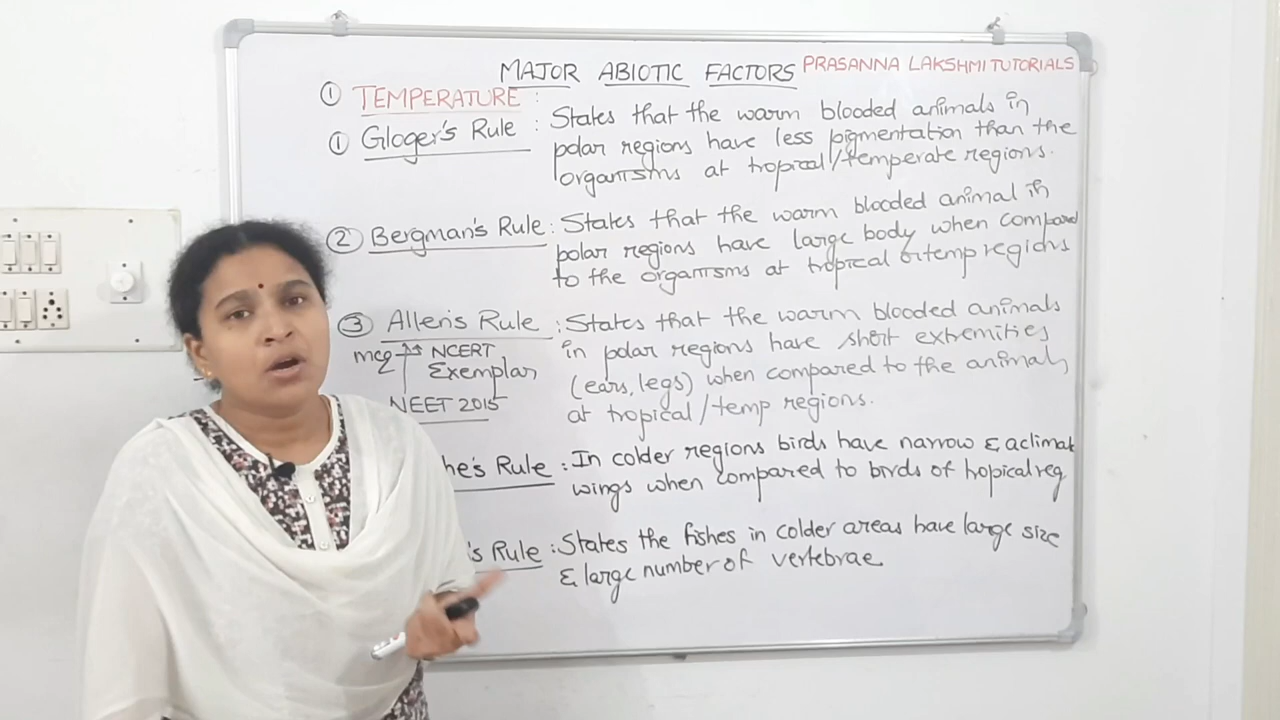 MAJOR ABIOTIC FACTORS PRASANNA LAKSHMI TUTORIALS
① TEMPERATURE :
① Gloger's Rule : States that the warm blooded animals in
polar regions have less pigmentation than the
organisms at tropical/temperate regions.
② Bergman's Rule : States that the warm blooded animal in
polar regions have large body when compared
to the organisms at tropical or temp regions
③ Allen's Rule : States that the warm blooded animals
in polar regions have short extremities
(ears, legs) when compared to the animals
at tropical/temp regions.
mcq NCERT
Exemplar
NEET 2015
he's Rule : In colder regions birds have narrow & aclimat
wings when compared to birds of tropical reg
's Rule : States the fishes in colder areas have large size
& large number of vertebrae